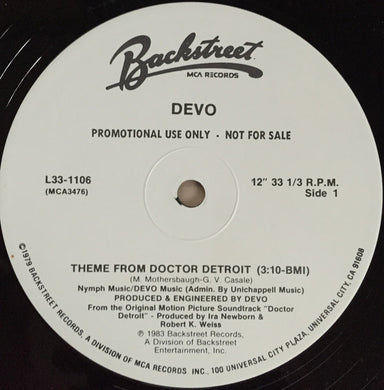 Backstreet
MCA RECORDS
DEVO
PROMOTIONAL USE ONLY - NOT FOR SALE
L33-1106
(MCA3476)
12" 33 1/3 R.P.M.
Side 1
THEME FROM DOCTOR DETROIT (3:10-BMI)
(M. Mothersbaugh-G. V. Casale)
Nymph Music/DEVO Music (Admin. By Unichappell Music)
PRODUCED & ENGINEERED BY DEVO
From the Original Motion Picture Soundtrack "Doctor
Detroit" - Produced by Ira Newborn &
Robert K. Weiss
℗ 1983 Backstreet Records,
A Division of Backstreet
Entertainment, Inc.
©1979 BACKSTREET RECORDS, A DIVISION OF MCA RECORDS INC., 100 UNIVERSAL CITY PLAZA, UNIVERSAL CITY, CA 91608